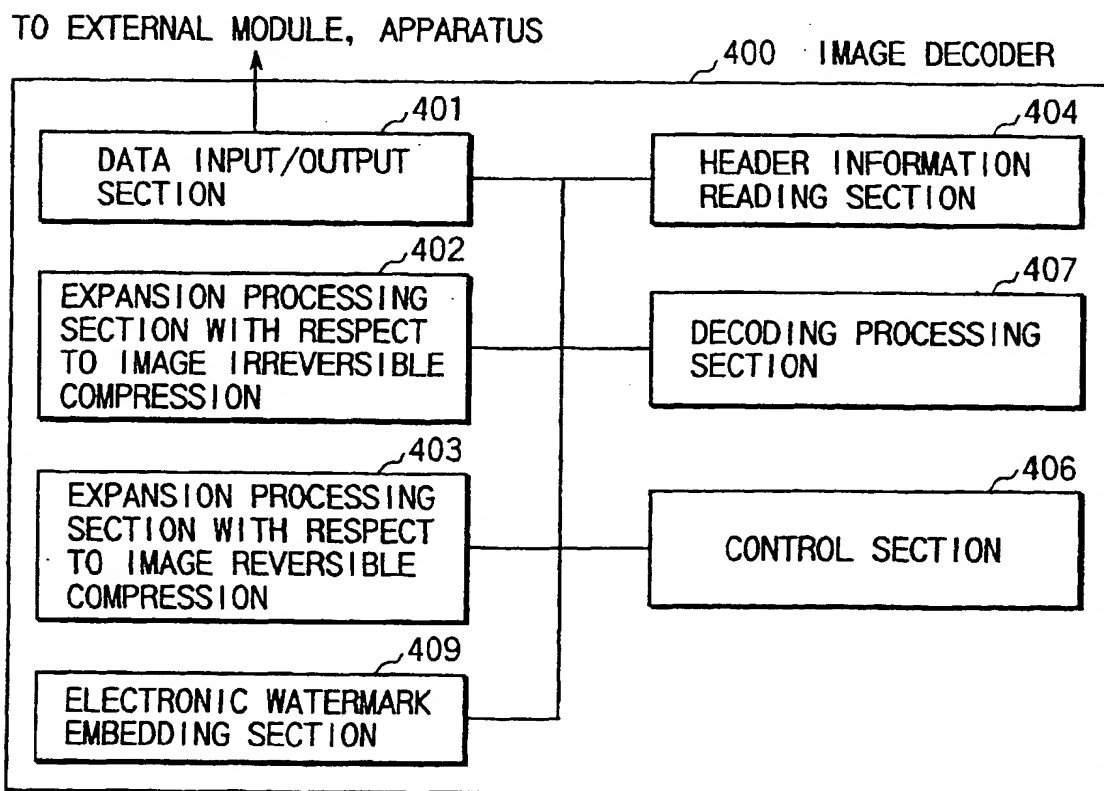 TO EXTERNAL MODULE, APPARATUS
400 IMAGE DECODER
401
DATA INPUT/OUTPUT
SECTION
404
HEADER INFORMATION
READING SECTION
402
EXPANSION PROCESSING
SECTION WITH RESPECT
TO IMAGE IRREVERSIBLE
COMPRESSION
407
DECODING PROCESSING
SECTION
403
EXPANSION PROCESSING
SECTION WITH RESPECT
TO IMAGE REVERSIBLE
COMPRESSION
406
CONTROL SECTION
409
ELECTRONIC WATERMARK
EMBEDDING SECTION